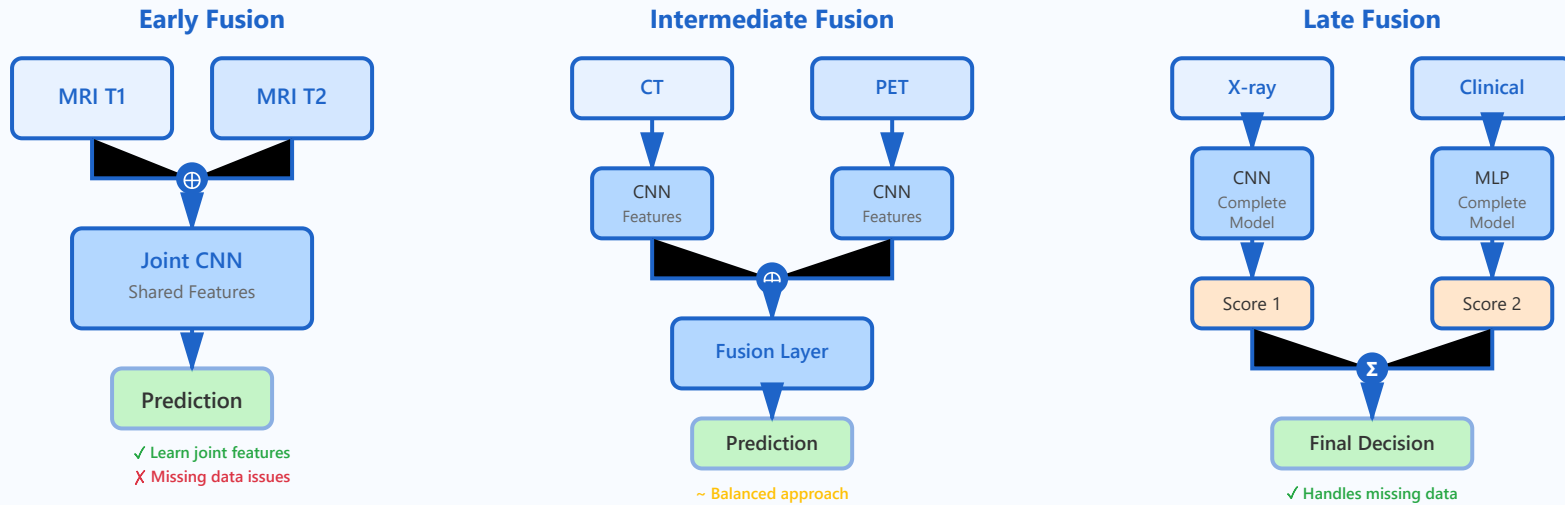 Early Fusion
MRI T1
MRI T2
⊕
Joint CNN
Shared Features
Prediction
✓ Learn joint features
✗ Missing data issues
Intermediate Fusion
CT
PET
CNN
Features
CNN
Features
⊕
Fusion Layer
Prediction
~ Balanced approach
Late Fusion
X-ray
Clinical
CNN
Complete
Model
MLP
Complete
Model
Score 1
Score 2
Σ
Final Decision
✓ Handles missing data